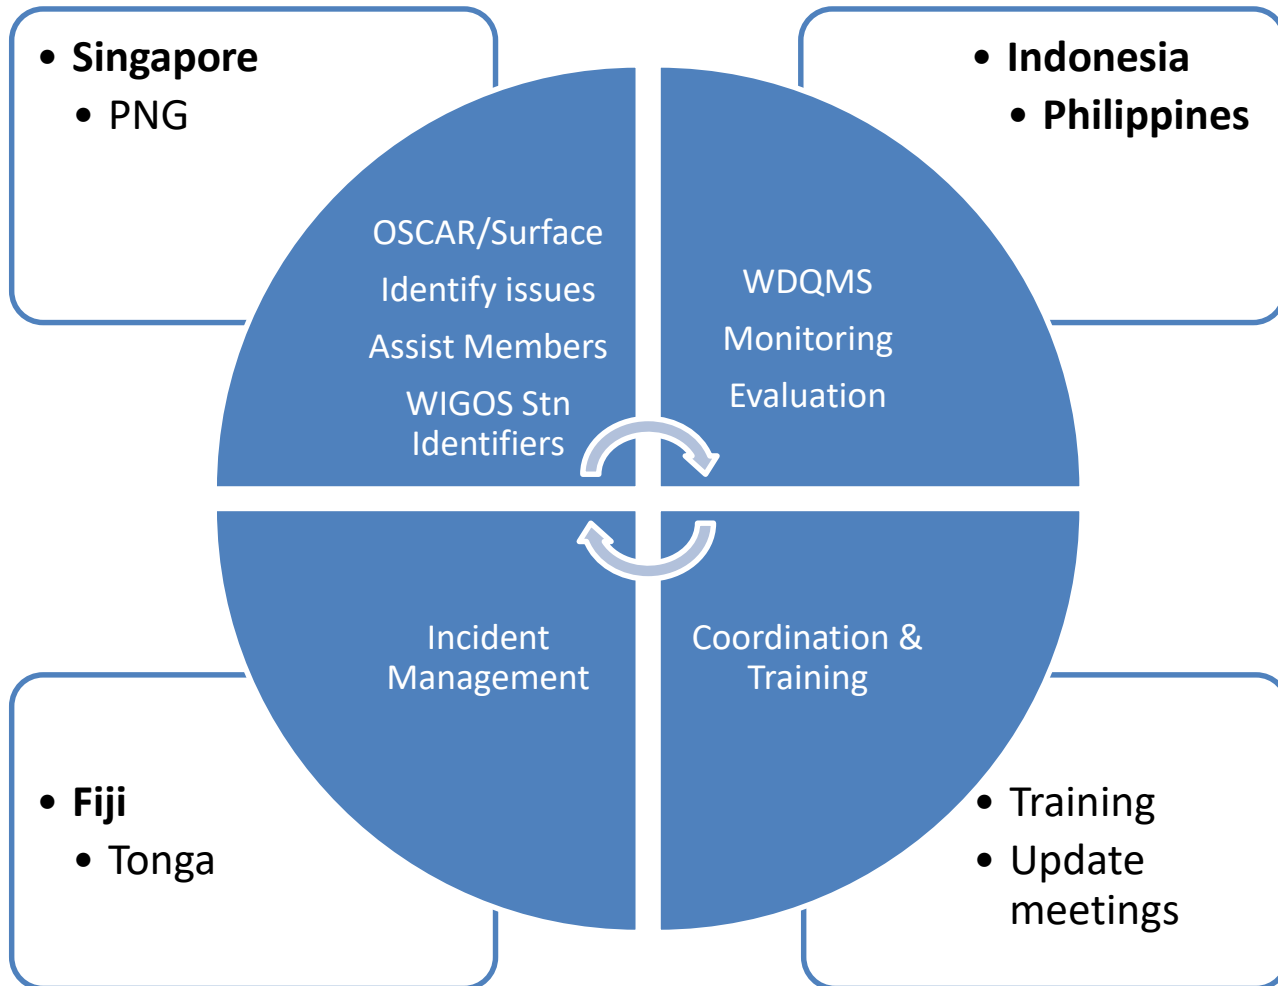 • Singapore
• PNG
• Indonesia
• Philippines
OSCAR/Surface
Identify issues
Assist Members
WIGOS Stn
Identifiers
WDQMS
Monitoring
Evaluation
Incident
Management
Coordination &
Training
• Fiji
• Tonga
• Training
• Update
meetings